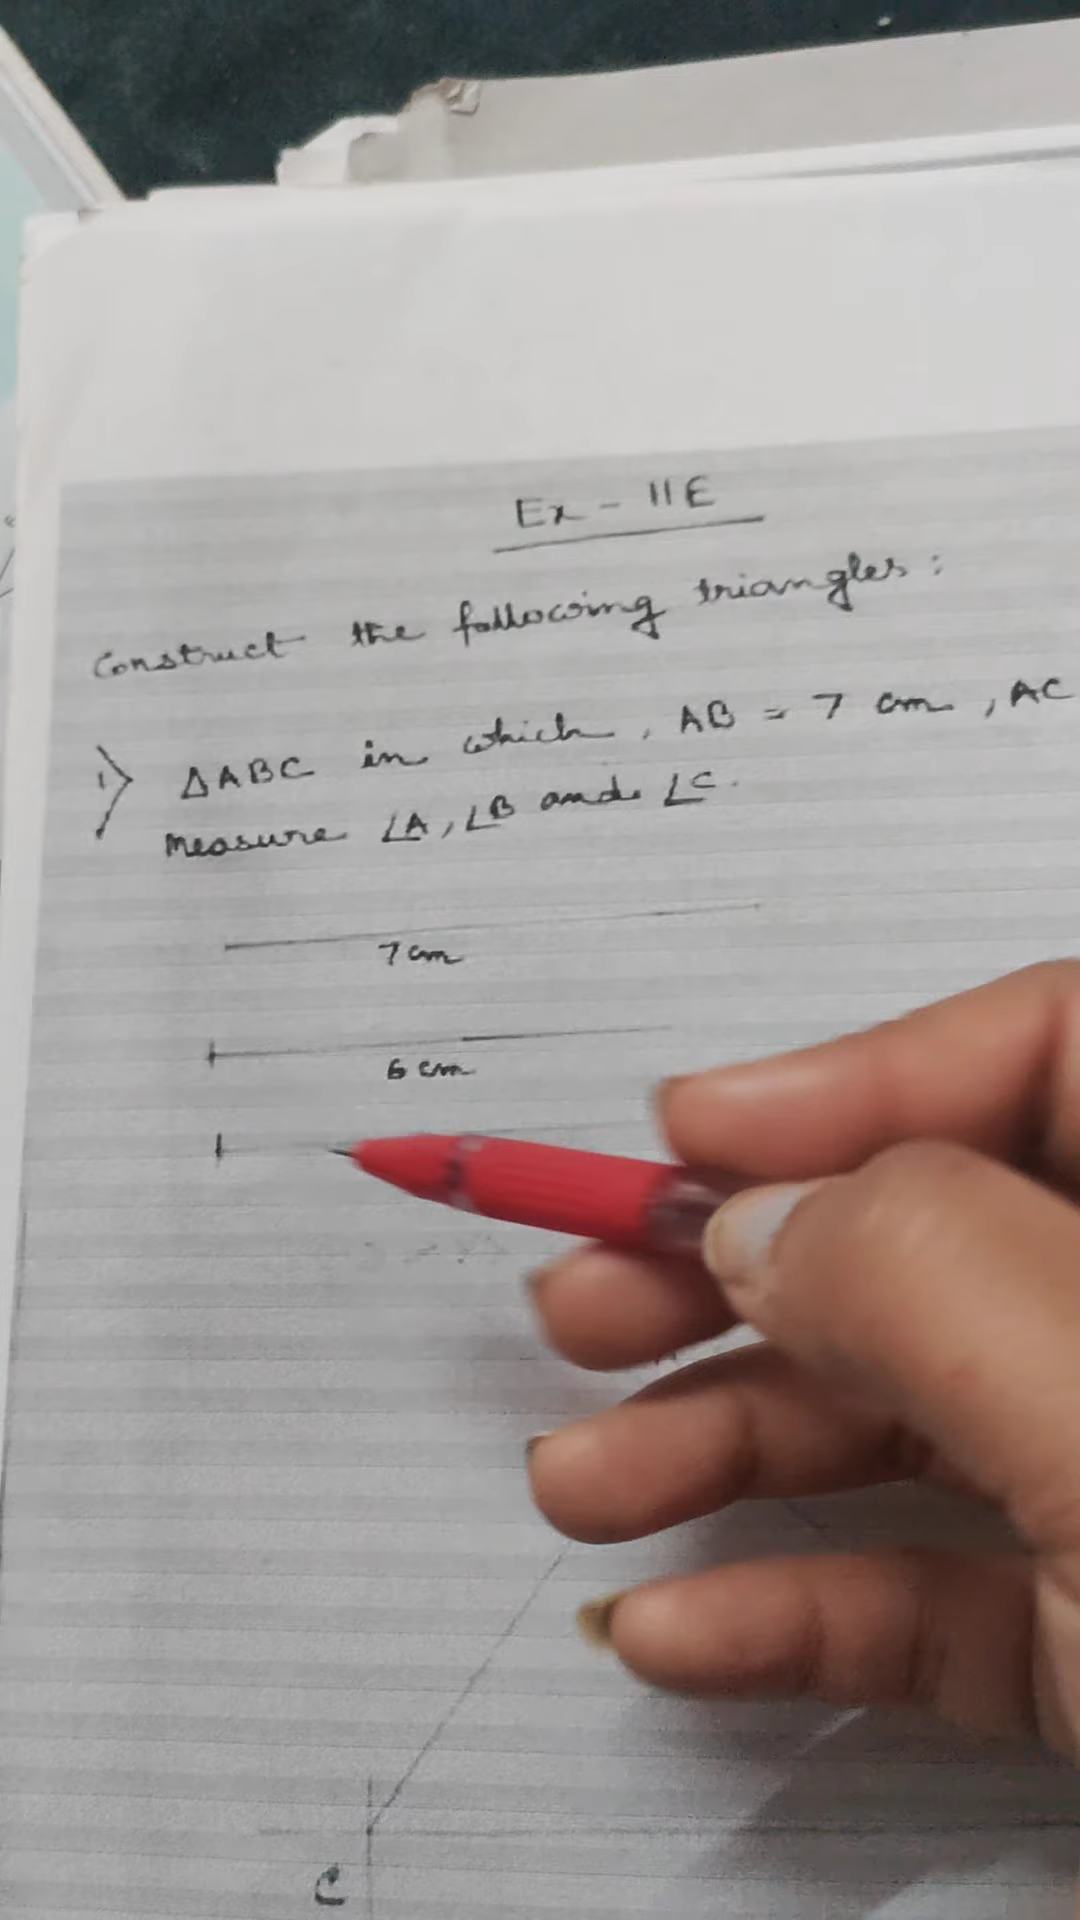 Ex - 11E
Construct the following triangles:
1) ΔABC in which, AB = 7 cm, AC
Measure ∠A, ∠B and ∠C.
7 cm
6 cm
C